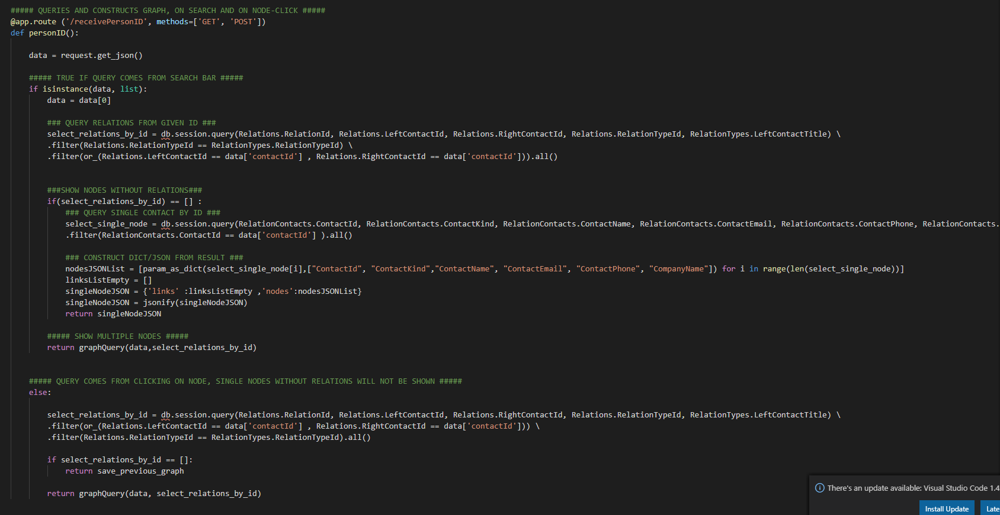 ##### QUERIES AND CONSTRUCTS GRAPH, ON SEARCH AND ON NODE-CLICK #####
@app.route ('/receivePersonID', methods=['GET', 'POST'])
def personID():
data = request.get_json()
##### TRUE IF QUERY COMES FROM SEARCH BAR #####
if isinstance(data, list):
data = data[0]
### QUERY RELATIONS FROM GIVEN ID ###
select_relations_by_id = db.session.query(Relations.RelationId, Relations.LeftContactId, Relations.RightContactId, Relations.RelationTypeId, RelationTypes.LeftContactTitle) \
.filter(Relations.RelationTypeId == RelationTypes.RelationTypeId) \
.filter(or_(Relations.LeftContactId == data['contactId'] , Relations.RightContactId == data['contactId'])).all()
###SHOW NODES WITHOUT RELATIONS###
if(select_relations_by_id) == [] :
### QUERY SINGLE CONTACT BY ID ###
select_single_node = db.session.query(RelationContacts.ContactId, RelationContacts.ContactKind, RelationContacts.ContactName, RelationContacts.ContactEmail, RelationContacts.ContactPhone, RelationContacts.
.filter(RelationContacts.ContactId == data['contactId'] ).all()
### CONSTRUCT DICT/JSON FROM RESULT ###
nodesJSONList = [param_as_dict(select_single_node[i],["ContactId", "ContactKind","ContactName", "ContactEmail", "ContactPhone", "CompanyName"]) for i in range(len(select_single_node))]
linksListEmpty = []
singleNodeJSON = {'links' :linksListEmpty ,'nodes':nodesJSONList}
singleNodeJSON = jsonify(singleNodeJSON)
return singleNodeJSON
##### SHOW MULTIPLE NODES #####
return graphQuery(data,select_relations_by_id)
##### QUERY COMES FROM CLICKING ON NODE, SINGLE NODES WITHOUT RELATIONS WILL NOT BE SHOWN #####
else:
select_relations_by_id = db.session.query(Relations.RelationId, Relations.LeftContactId, Relations.RightContactId, Relations.RelationTypeId, RelationTypes.LeftContactTitle) \
.filter(or_(Relations.LeftContactId == data['contactId'] , Relations.RightContactId == data['contactId'])) \
.filter(Relations.RelationTypeId == RelationTypes.RelationTypeId).all()
if select_relations_by_id == []:
return save_previous_graph
return graphQuery(data, select_relations_by_id)
There's an update available: Visual Studio Code 1.4
Install Update
Late